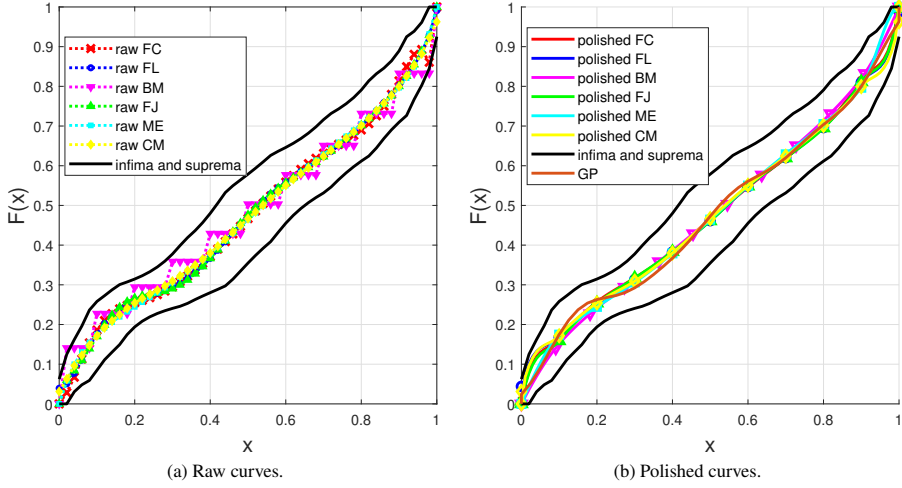 1
0.9
0.8
0.7
0.6
0.5
0.4
0.3
0.2
0.1
0
F(x)
raw FC
raw FL
raw BM
raw FJ
raw ME
raw CM
infima and suprema
0 0.2 0.4 0.6 0.8 1
x
(a) Raw curves.
1
0.9
0.8
0.7
0.6
0.5
0.4
0.3
0.2
0.1
0
F(x)
polished FC
polished FL
polished BM
polished FJ
polished ME
polished CM
infima and suprema
GP
0 0.2 0.4 0.6 0.8 1
x
(b) Polished curves.